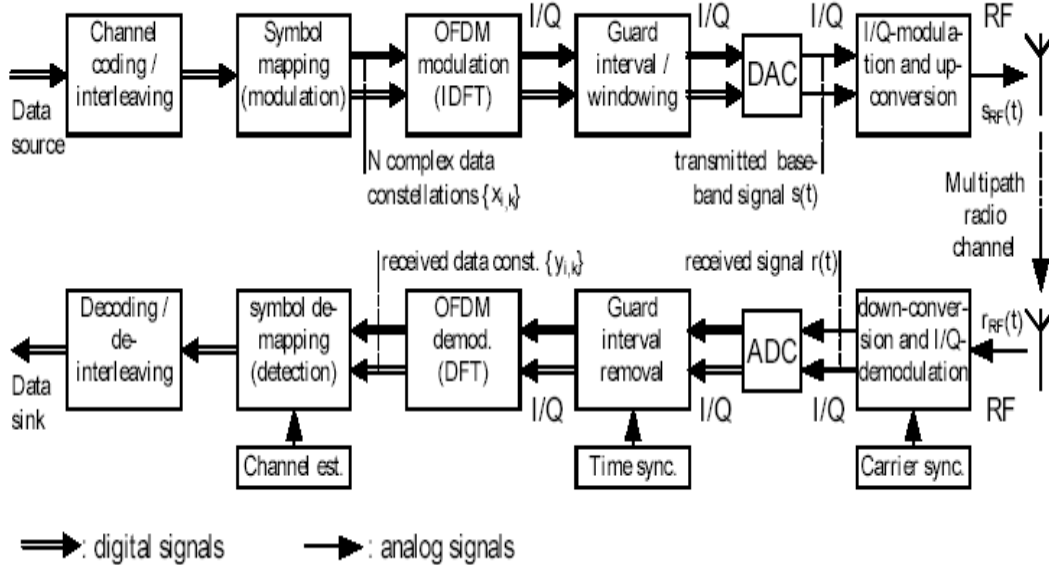 Channel
coding /
interleaving
Symbol
mapping
(modulation)
OFDM
modulation
(IDFT)
I/Q
Guard
interval /
windowing
I/Q
DAC
I/Q
I/Q-modula-
tion and up-
conversion
RF
Data
source
s_RF(t)
N complex data
constellations {x_i,k}
transmitted base-
band signal s(t)
Multipath
radio
channel
received data const. {y_i,k}
received signal r(t)
Decoding /
de-
interleaving
symbol de-
mapping
(detection)
OFDM
demod.
(DFT)
Guard
interval
removal
ADC
down-conver-
sion and I/Q-
demodulation
r_RF(t)
Data
sink
I/Q
I/Q
I/Q
RF
Channel est.
Time sync.
Carrier sync.
: digital signals
: analog signals